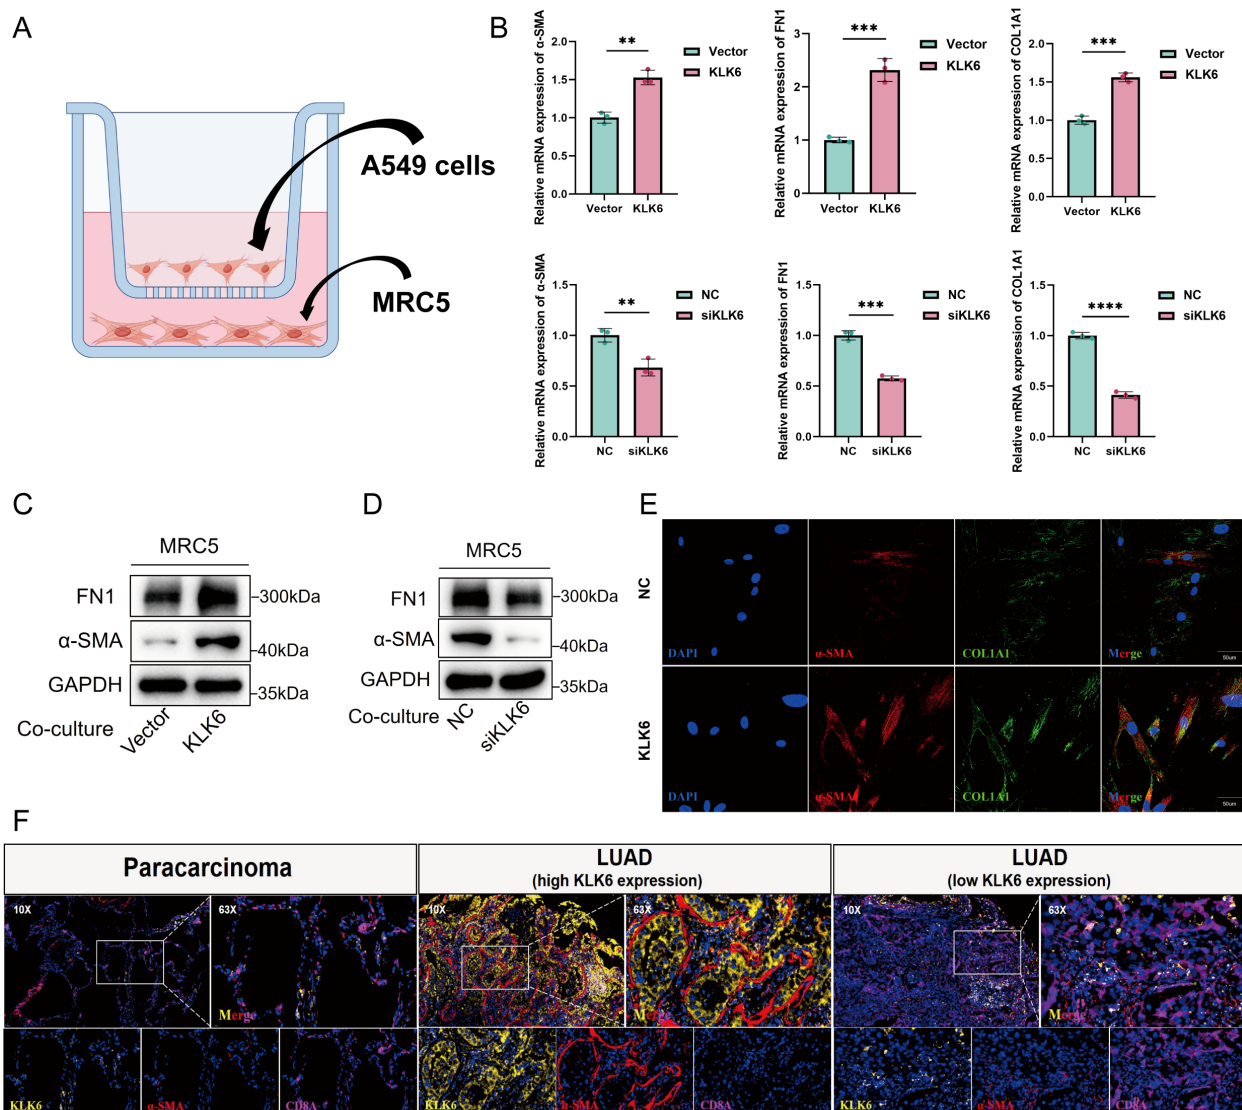 A
A549 cells
MRC5
B
Relative mRNA expression of α-SMA
2.0
1.5
1.0
0.5
0.0
**
Vector
KLK6
Vector KLK6
Relative mRNA expression of FN1
3
2
1
0
***
Vector
KLK6
Vector KLK6
Relative mRNA expression of COL1A1
2.0
1.5
1.0
0.5
0.0
***
Vector
KLK6
Vector KLK6
Relative mRNA expression of α-SMA
1.5
1.0
0.5
0.0
**
NC
siKLK6
NC siKLK6
Relative mRNA expression of FN1
1.5
1.0
0.5
0.0
***
NC
siKLK6
NC siKLK6
Relative mRNA expression of COL1A1
1.5
1.0
0.5
0.0
****
NC
siKLK6
NC siKLK6
C
MRC5
FN1 300kDa
α-SMA 40kDa
GAPDH 35kDa
Co-culture Vector KLK6
D
MRC5
FN1 300kDa
α-SMA 40kDa
GAPDH 35kDa
Co-culture NC siKLK6
E
NC
DAPI α-SMA COL1A1 Merge 50um
KLK6
DAPI α-SMA COL1A1 Merge 50um
F
Paracarcinoma
10X 63X
Merge
KLK6 α-SMA CD8A
LUAD
(high KLK6 expression)
10X 63X
Merge
KLK6 α-SMA CD8A
LUAD
(low KLK6 expression)
10X 63X
Merge
KLK6 α-SMA CD8A